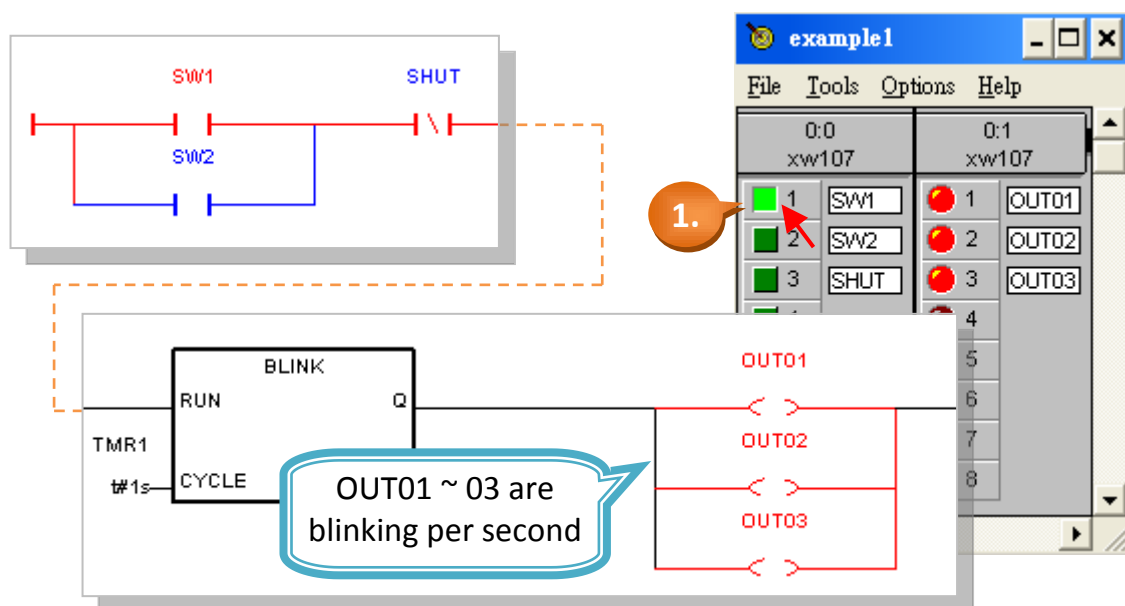 SW1
SHUT
SW2
example1
File Tools Options Help
0:0
xw107
0:1
xw107
1 SW1
2 SW2
3 SHUT
1 OUT01
2 OUT02
3 OUT03
4
5
6
7
8
1.
BLINK
RUN Q
TMR1
t#1s CYCLE
OUT01 ~ 03 are
blinking per second
OUT01
OUT02
OUT03